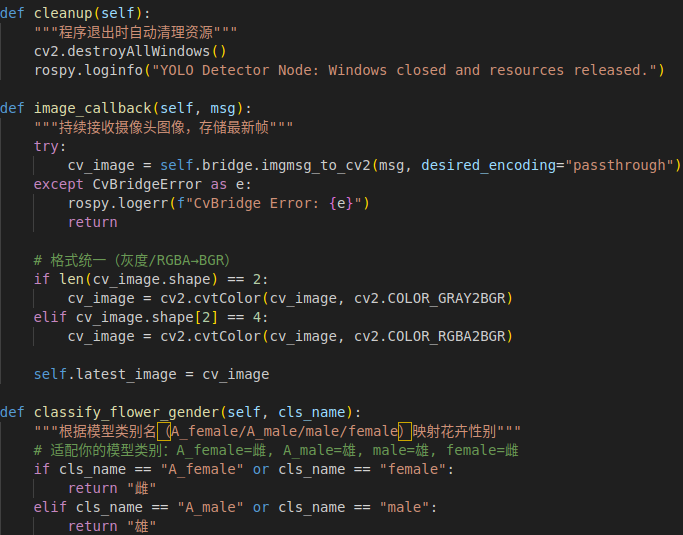 def cleanup(self):
    """程序退出时自动清理资源"""
    cv2.destroyAllWindows()
    rospy.loginfo("YOLO Detector Node: Windows closed and resources released.")

def image_callback(self, msg):
    """持续接收摄像头图像，存储最新帧"""
    try:
        cv_image = self.bridge.imgmsg_to_cv2(msg, desired_encoding="passthrough")
    except CvBridgeError as e:
        rospy.logerr(f"CvBridge Error: {e}")
        return

    # 格式统一（灰度/RGBA→BGR）
    if len(cv_image.shape) == 2:
        cv_image = cv2.cvtColor(cv_image, cv2.COLOR_GRAY2BGR)
    elif cv_image.shape[2] == 4:
        cv_image = cv2.cvtColor(cv_image, cv2.COLOR_RGBA2BGR)

    self.latest_image = cv_image

def classify_flower_gender(self, cls_name):
    """根据模型类别名（A_female/A_male/male/female）映射花卉性别"""
    # 适配你的模型类别：A_female=雌, A_male=雄, male=雄, female=雌
    if cls_name == "A_female" or cls_name == "female":
        return "雌"
    elif cls_name == "A_male" or cls_name == "male":
        return "雄"